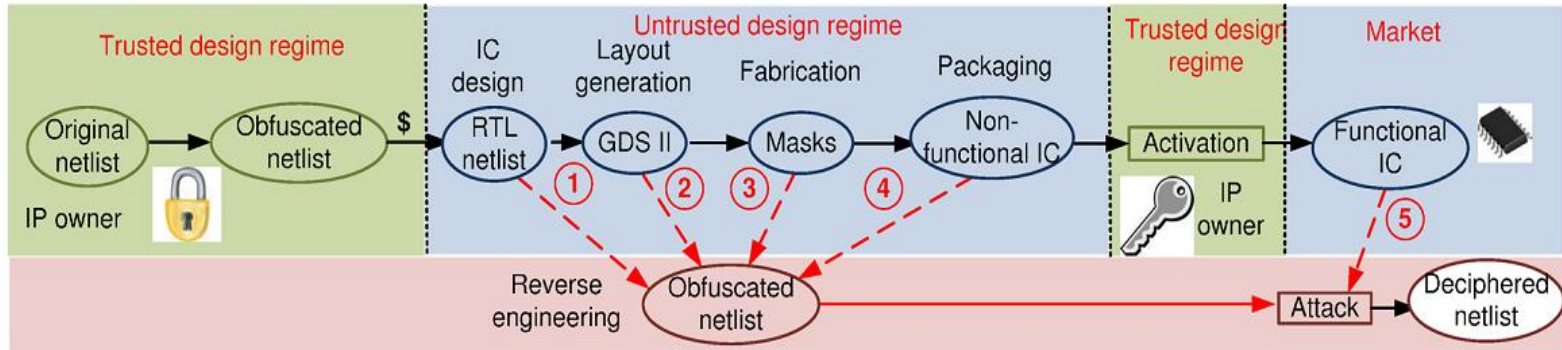 Trusted design regime
Untrusted design regime
Trusted design
regime
Market
IC
design
Layout
generation
Fabrication
Packaging
Original
netlist
Obfuscated
netlist
$
RTL
netlist
GDS II
Masks
Non-
functional IC
Activation
Functional
IC
IP owner
IP
owner
1
2
3
4
5
Reverse
engineering
Obfuscated
netlist
Attack
Deciphered
netlist